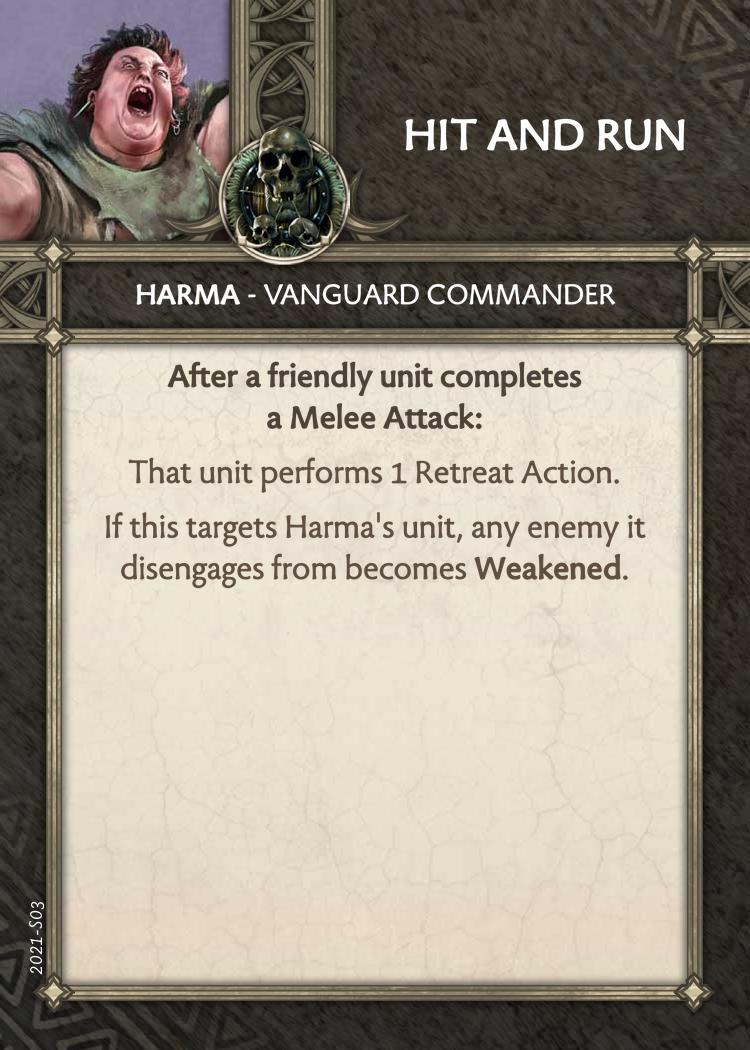 HIT AND RUN
HARMA - VANGUARD COMMANDER
After a friendly unit completes
a Melee Attack:
That unit performs 1 Retreat Action.
If this targets Harma's unit, any enemy it
disengages from becomes Weakened.
2021-S03